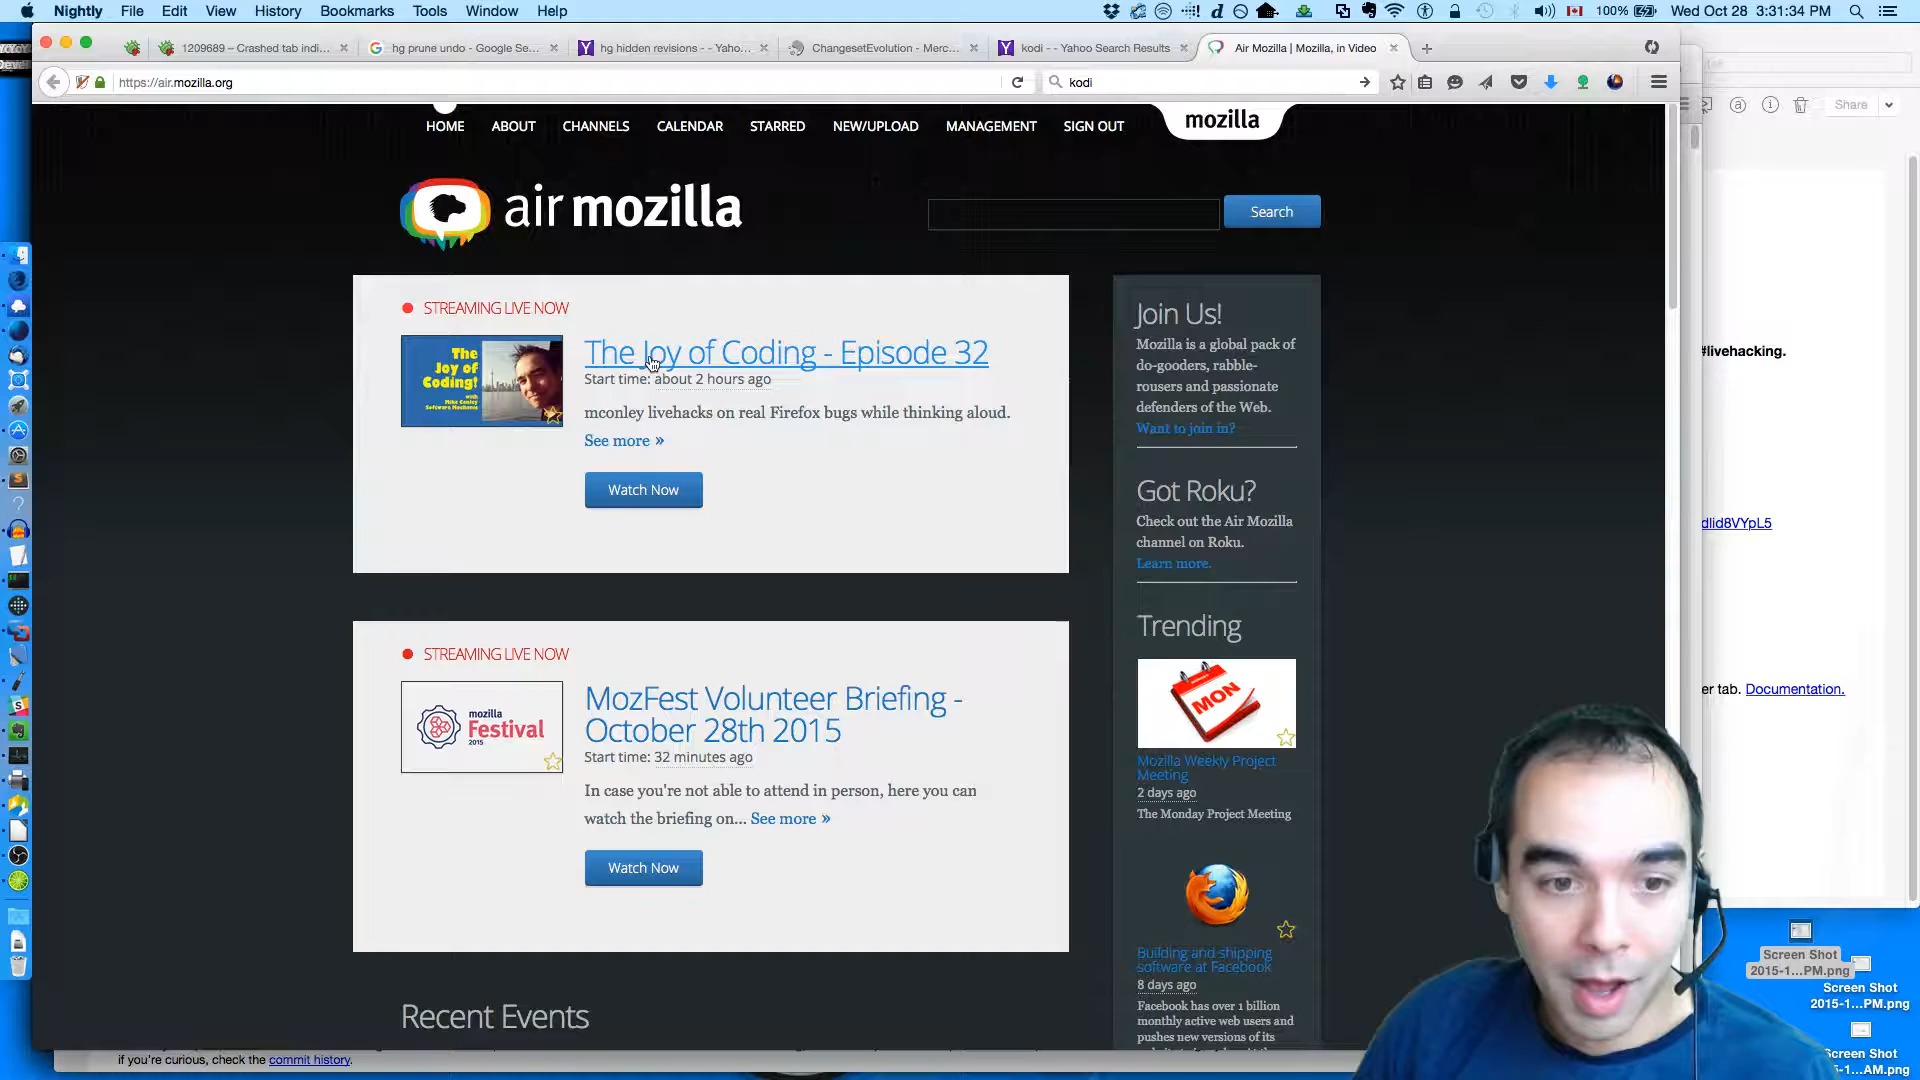 Nightly File Edit View History Bookmarks Tools Window Help 100% Wed Oct 28 3:31:34 PM
1209689 – Crashed tab indi... hg prune undo - Google Se... hg hidden revisions - - Yaho... ChangesetEvolution - Merc... kodi - - Yahoo Search Results Air Mozilla | Mozilla, in Video
https://air.mozilla.org kodi
Share
HOME ABOUT CHANNELS CALENDAR STARRED NEW/UPLOAD MANAGEMENT SIGN OUT mozilla
air mozilla
Search
STREAMING LIVE NOW
The Joy of Coding!
with Mike Conley
The Joy of Coding - Episode 32
Start time: about 2 hours ago
mconley livehacks on real Firefox bugs while thinking aloud.
See more »
Watch Now
STREAMING LIVE NOW
mozilla
Festival
2015
MozFest Volunteer Briefing -
October 28th 2015
Start time: 32 minutes ago
In case you're not able to attend in person, here you can
watch the briefing on... See more »
Watch Now
Recent Events
Join Us!
Mozilla is a global pack of
do-gooders, rabble-
rousers and passionate
defenders of the Web.
Want to join in?
Got Roku?
Check out the Air Mozilla
channel on Roku.
Learn more.
Trending
MON
Mozilla Weekly Project
Meeting
2 days ago
The Monday Project Meeting
Building and shipping
software at Facebook
8 days ago
Facebook has over 1 billion
monthly active web users and
pushes new versions of its
#livehacking.
dlid8VYpL5
er tab. Documentation.
Screen Shot
2015-1...PM.png
Screen Shot
2015-1...PM.png
Screen Shot
2015-1...AM.png
if you're curious, check the commit history.